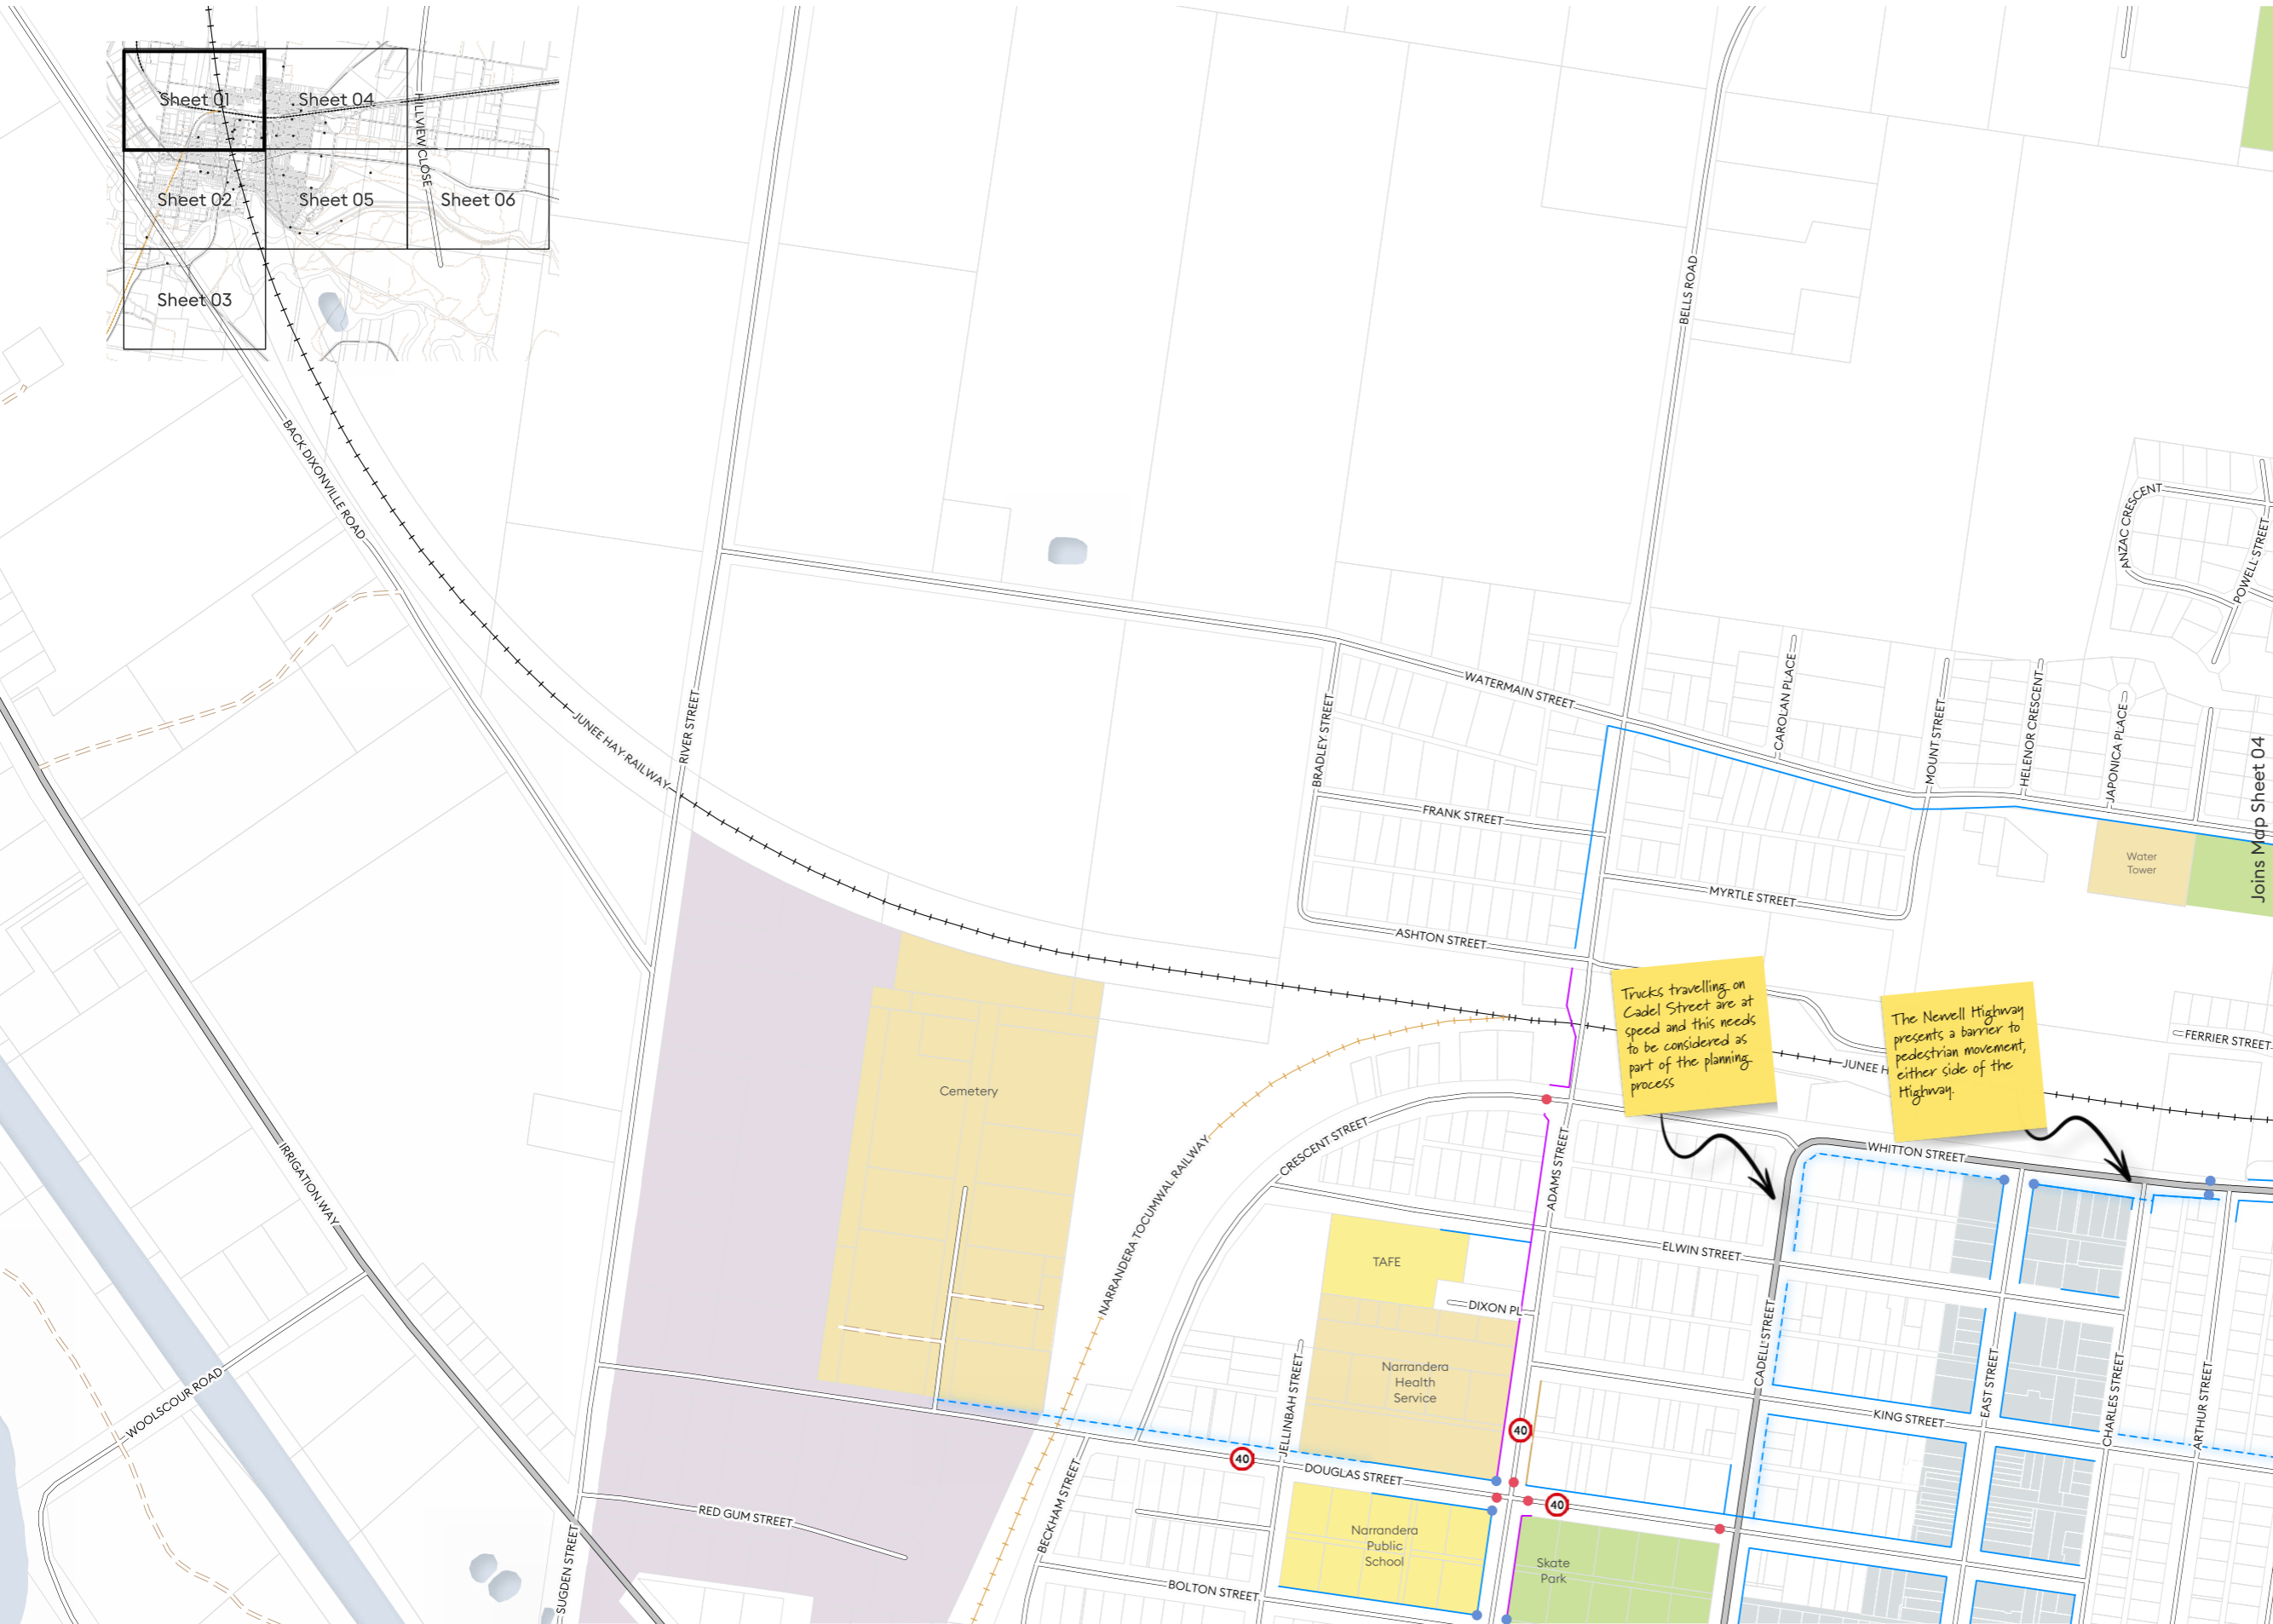 Sheet 01
Sheet 04
Sheet 02
Sheet 05
Sheet 06
Sheet 03
HILLVIEW CLOSE
BELLS ROAD
BACK DIXONVILLE ROAD
ANZAC CRESCENT
POWELL STREET
WATERMAIN STREET
CAROLAN PLACE
MOUNT STREET
HELENOR CRESCENT
JAPONICA PLACE
JUNEE HAY RAILWAY
RIVER STREET
BRADLEY STREET
FRANK STREET
MYRTLE STREET
ASHTON STREET
Water
Tower
Joins Map Sheet 04
Trucks travelling on
Cadel Street are at
speed and this needs
to be considered as
part of the planning
process
The Newell Highway
presents a barrier to
pedestrian movement,
either side of the
Highway.
FERRIER STREET
JUNEE H
Cemetery
CRESCENT STREET
ADAMS STREET
WHITTON STREET
IRRIGATION WAY
NARRANDERA TOCUMWAL RAILWAY
TAFE
ELWIN STREET
DIXON PL
CADELL STREET
Narrandera
Health
Service
JELLINBAH STREET
EAST STREET
CHARLES STREET
ARTHUR STREET
KING STREET
WOOLSCOUR ROAD
40
40
40
DOUGLAS STREET
RED GUM STREET
BECKHAM STREET
SUGDEN STREET
Narrandera
Public
School
Skate
Park
BOLTON STREET